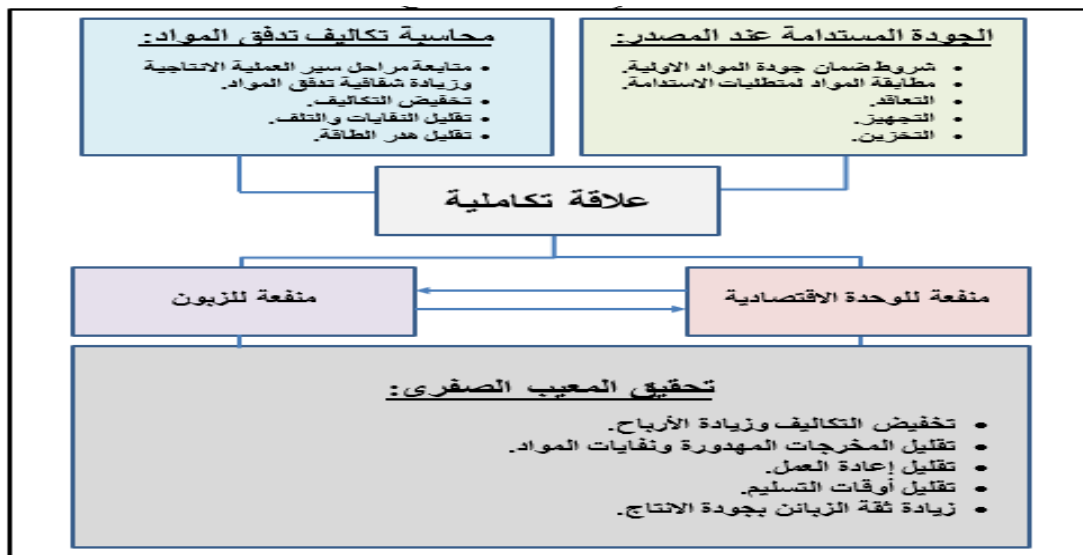 الجودة المستدامة عند المصدر:
• شروط ضمان جودة المواد الاولية.
• مطابقة المواد لمتطلبات الاستدامة.
• التعاقد.
• التجهيز.
• التخزين.
محاسبة تكاليف تدفق المواد:
• متابعة مراحل سير العملية الانتاجية
وزيادة شفافية تدفق المواد.
• تخفيض التكاليف.
• تقليل النفايات والتلف.
• تقليل هدر الطاقة.
علاقة تكاملية
منفعة للوحدة الاقتصادية
منفعة للزبون
تحقيق المعيب الصفري:
• تخفيض التكاليف وزيادة الأرباح.
• تقليل المخرجات المهدورة ونفايات المواد.
• تقليل إعادة العمل.
• تقليل أوقات التسليم.
• زيادة ثقة الزبائن بجودة الانتاج.